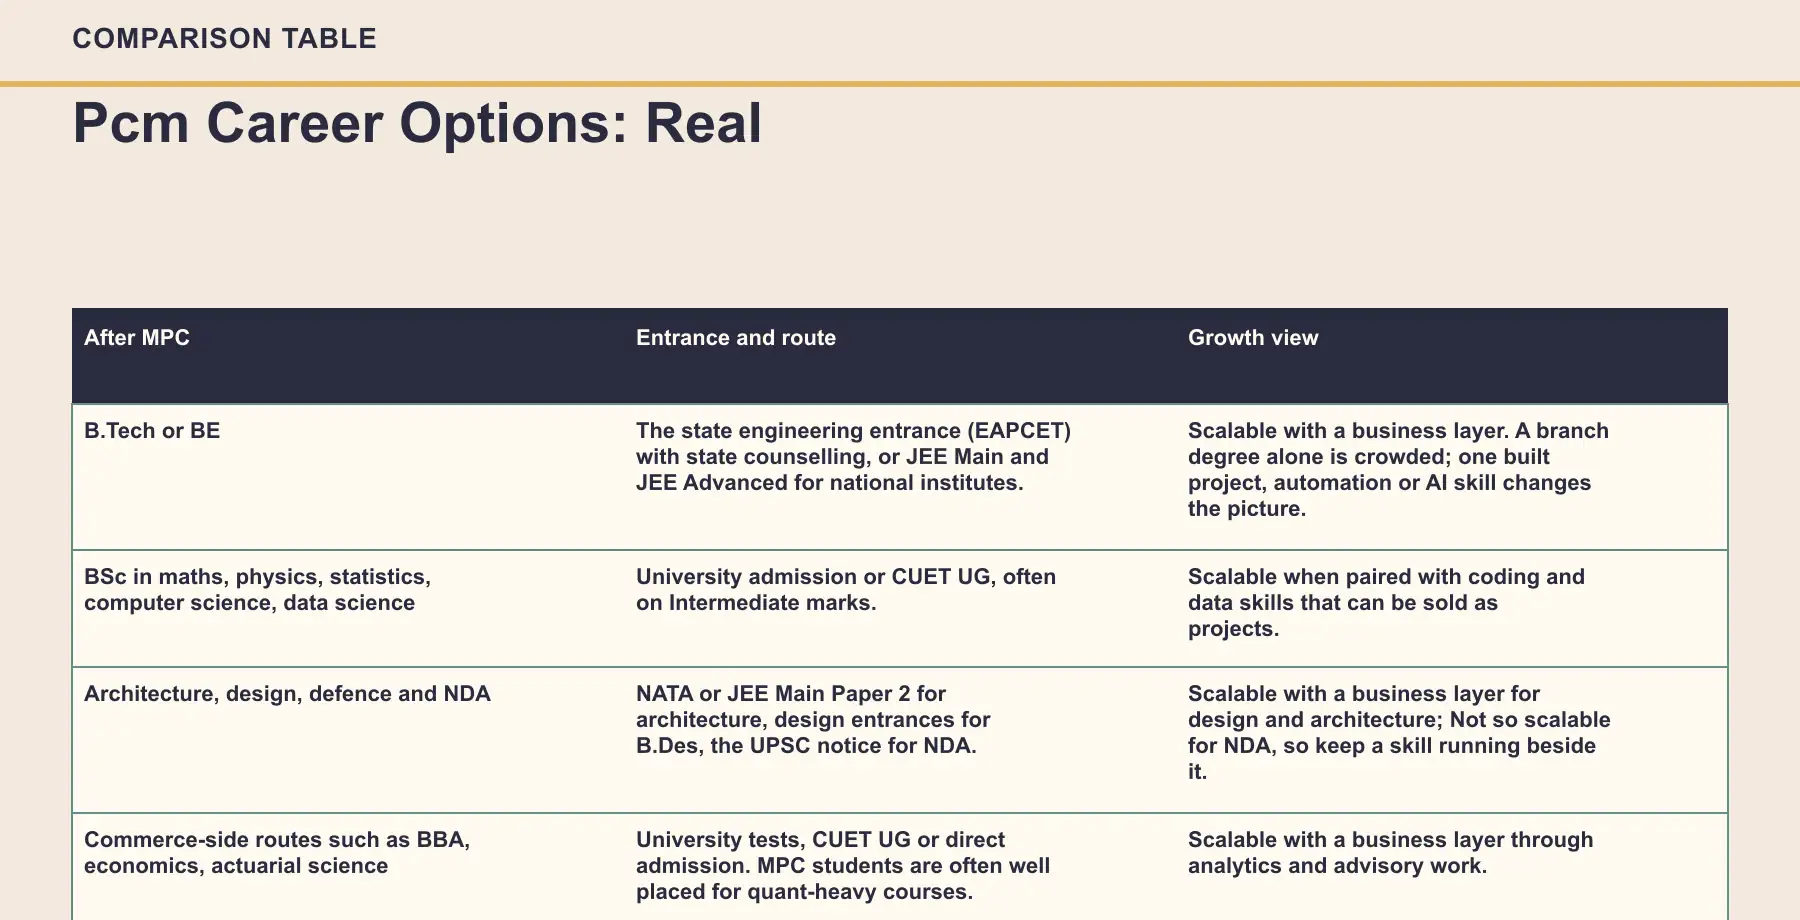 COMPARISON TABLE
Pcm Career Options: Real
After MPC
Entrance and route
Growth view
B.Tech or BE
The state engineering entrance (EAPCET)
with state counselling, or JEE Main and
JEE Advanced for national institutes.
Scalable with a business layer. A branch
degree alone is crowded; one built
project, automation or AI skill changes
the picture.
BSc in maths, physics, statistics,
computer science, data science
University admission or CUET UG, often
on Intermediate marks.
Scalable when paired with coding and
data skills that can be sold as
projects.
Architecture, design, defence and NDA
NATA or JEE Main Paper 2 for
architecture, design entrances for
B.Des, the UPSC notice for NDA.
Scalable with a business layer for
design and architecture; Not so scalable
for NDA, so keep a skill running beside
it.
Commerce-side routes such as BBA,
economics, actuarial science
University tests, CUET UG or direct
admission. MPC students are often well
placed for quant-heavy courses.
Scalable with a business layer through
analytics and advisory work.